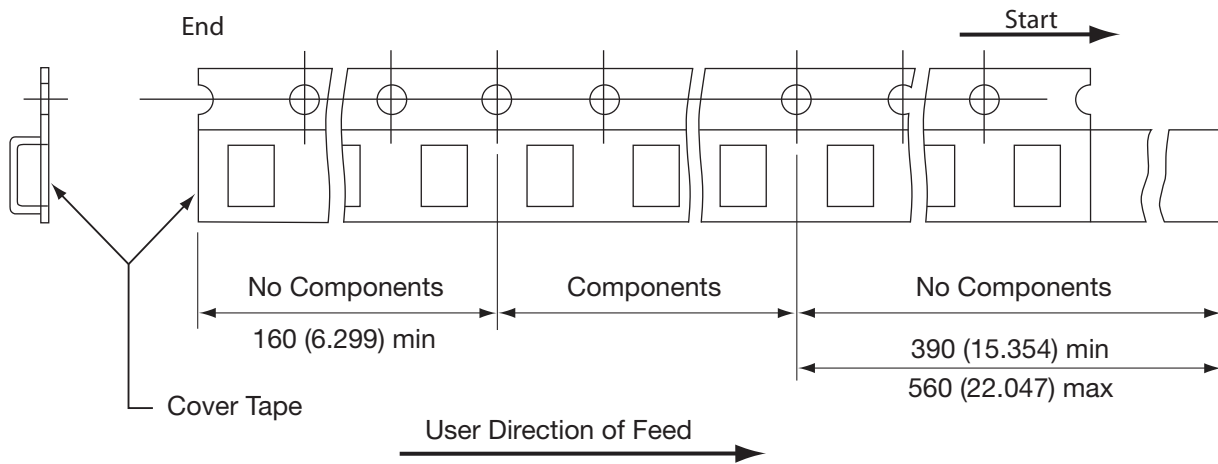 End
Start
No Components
Components
No Components
160 (6.299) min
390 (15.354) min
560 (22.047) max
Cover Tape
User Direction of Feed